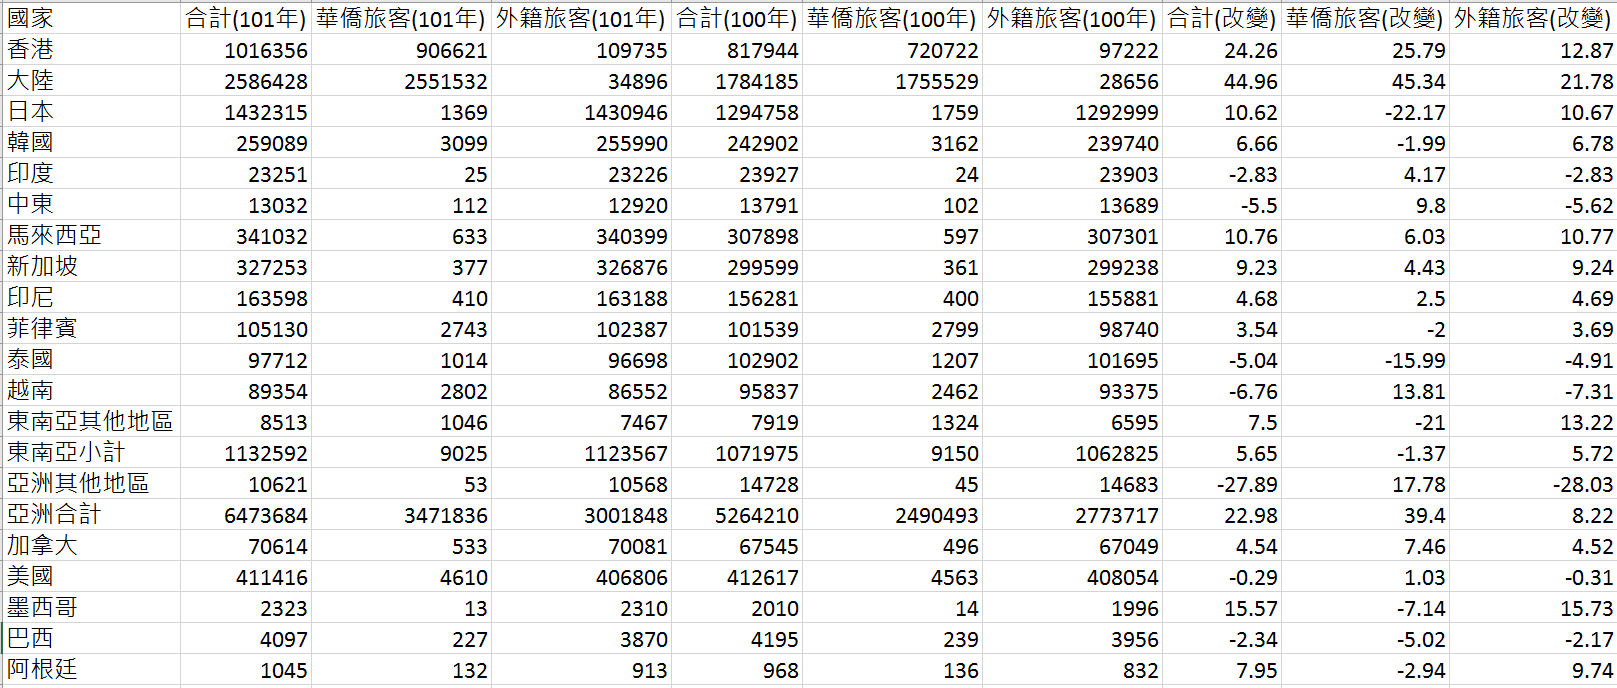 國家 合計(101年) 華僑旅客(101年) 外籍旅客(101年) 合計(100年) 華僑旅客(100年) 外籍旅客(100年) 合計(改變) 華僑旅客(改變) 外籍旅客(改變)
香港 1016356 906621 109735 817944 720722 97222 24.26 25.79 12.87
大陸 2586428 2551532 34896 1784185 1755529 28656 44.96 45.34 21.78
日本 1432315 1369 1430946 1294758 1759 1292999 10.62 -22.17 10.67
韓國 259089 3099 255990 242902 3162 239740 6.66 -1.99 6.78
印度 23251 25 23226 23927 24 23903 -2.83 4.17 -2.83
中東 13032 112 12920 13791 102 13689 -5.5 9.8 -5.62
馬來西亞 341032 633 340399 307898 597 307301 10.76 6.03 10.77
新加坡 327253 377 326876 299599 361 299238 9.23 4.43 9.24
印尼 163598 410 163188 156281 400 155881 4.68 2.5 4.69
菲律賓 105130 2743 102387 101539 2799 98740 3.54 -2 3.69
泰國 97712 1014 96698 102902 1207 101695 -5.04 -15.99 -4.91
越南 89354 2802 86552 95837 2462 93375 -6.76 13.81 -7.31
東南亞其他地區 8513 1046 7467 7919 1324 6595 7.5 -21 13.22
東南亞小計 1132592 9025 1123567 1071975 9150 1062825 5.65 -1.37 5.72
亞洲其他地區 10621 53 10568 14728 45 14683 -27.89 17.78 -28.03
亞洲合計 6473684 3471836 3001848 5264210 2490493 2773717 22.98 39.4 8.22
加拿大 70614 533 70081 67545 496 67049 4.54 7.46 4.52
美國 411416 4610 406806 412617 4563 408054 -0.29 1.03 -0.31
墨西哥 2323 13 2310 2010 14 1996 15.57 -7.14 15.73
巴西 4097 227 3870 4195 239 3956 -2.34 -5.02 -2.17
阿根廷 1045 132 913 968 136 832 7.95 -2.94 9.74